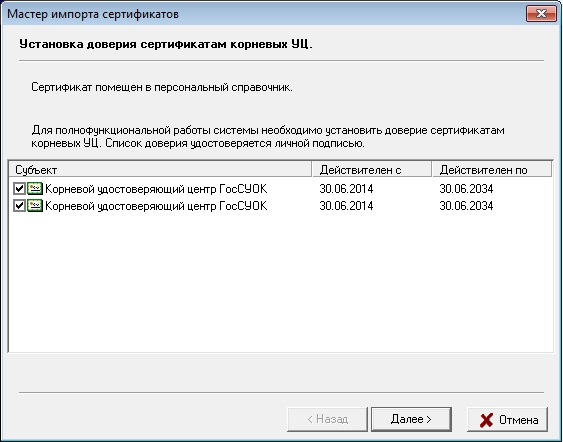 Мастер импорта сертификатов
Установка доверия сертификатам корневых УЦ.
Сертификат помещен в персональный справочник.
Для полнофункциональной работы системы необходимо установить доверие сертификатам
корневых УЦ. Список доверия удостоверяется личной подписью.
Субъект Действителен с Действителен по
Корневой удостоверяющий центр ГосСУОК 30.06.2014 30.06.2034
Корневой удостоверяющий центр ГосСУОК 30.06.2014 30.06.2034
< Назад Далее > Отмена